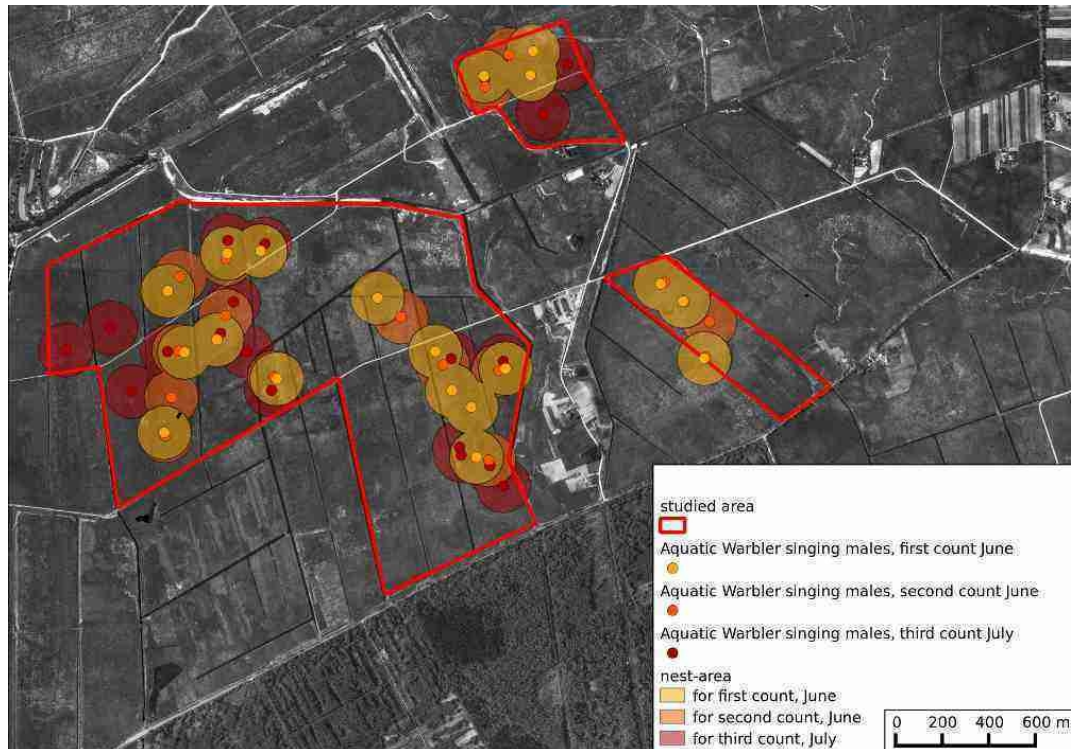 studied area
Aquatic Warbler singing males, first count June
Aquatic Warbler singing males, second count June
Aquatic Warbler singing males, third count July
nest-area
for first count, June
for second count, June
for third count, July
0 200 400 600 m